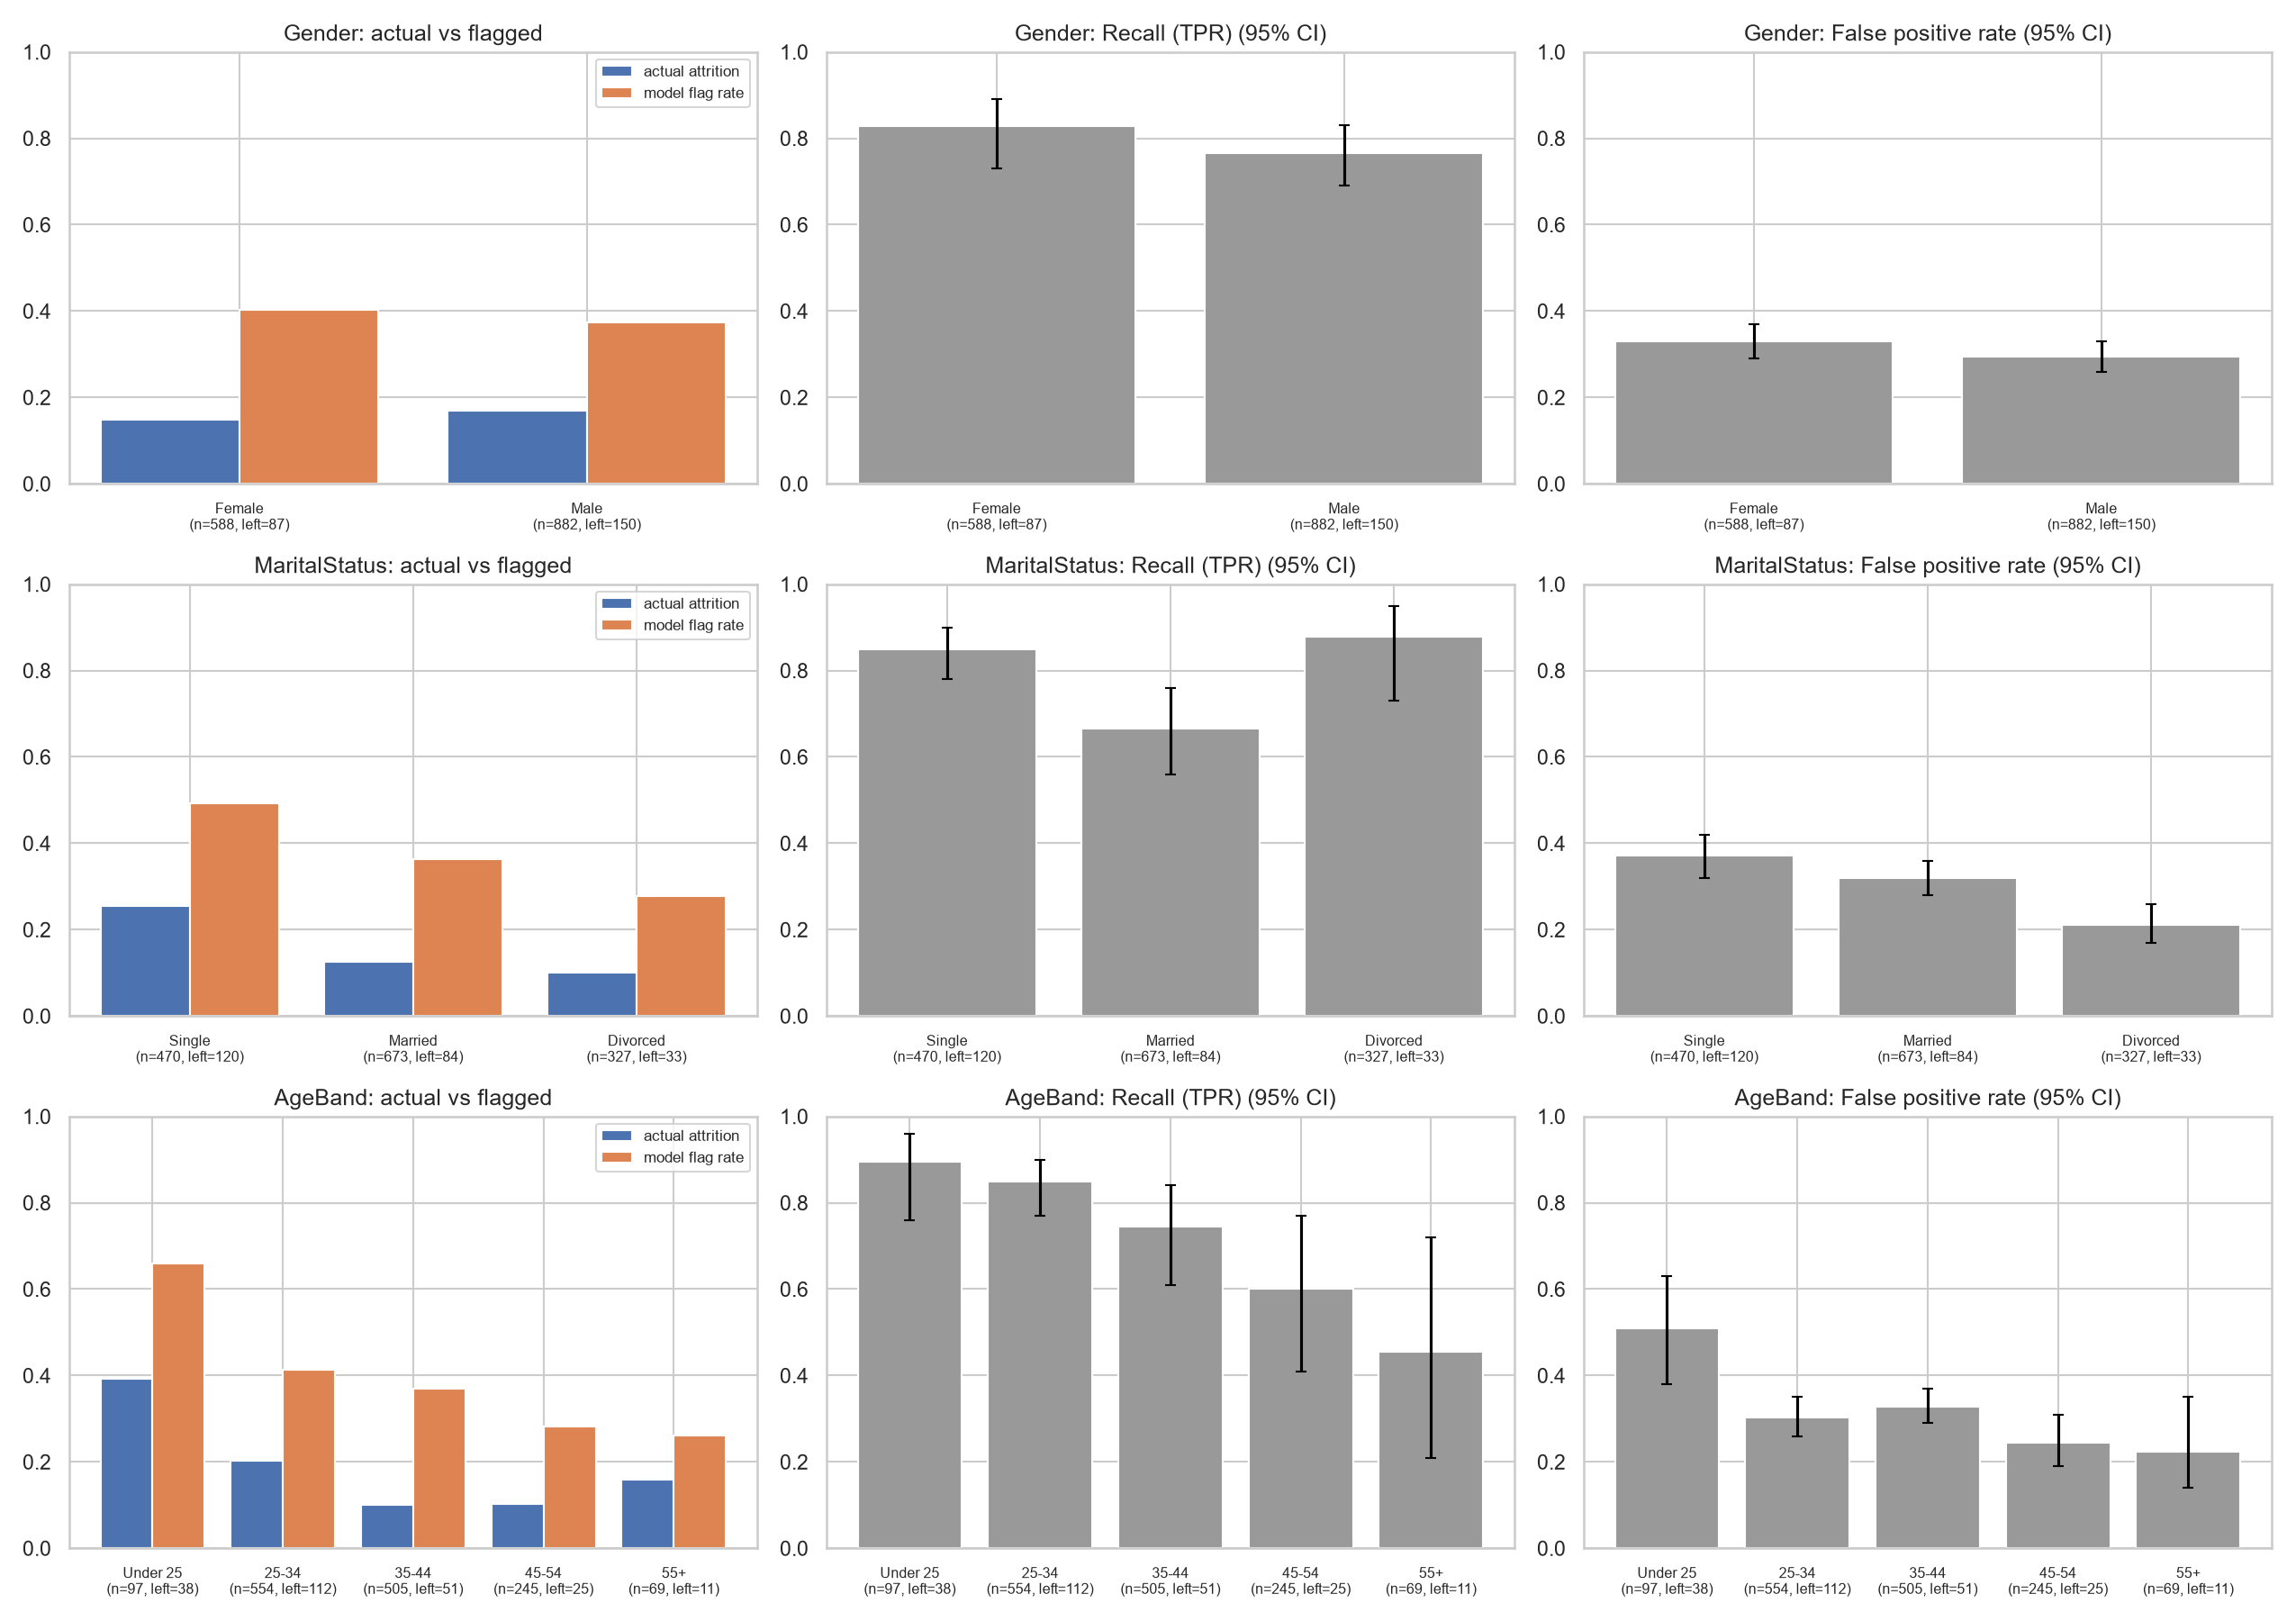 Gender: actual vs flagged
1.0
0.8
0.6
0.4
0.2
0.0
actual attrition
model flag rate
Female
(n=588, left=87)
Male
(n=882, left=150)
Gender: Recall (TPR) (95% CI)
1.0
0.8
0.6
0.4
0.2
0.0
Female
(n=588, left=87)
Male
(n=882, left=150)
Gender: False positive rate (95% CI)
1.0
0.8
0.6
0.4
0.2
0.0
Female
(n=588, left=87)
Male
(n=882, left=150)
MaritalStatus: actual vs flagged
1.0
0.8
0.6
0.4
0.2
0.0
actual attrition
model flag rate
Single
(n=470, left=120)
Married
(n=673, left=84)
Divorced
(n=327, left=33)
MaritalStatus: Recall (TPR) (95% CI)
1.0
0.8
0.6
0.4
0.2
0.0
Single
(n=470, left=120)
Married
(n=673, left=84)
Divorced
(n=327, left=33)
MaritalStatus: False positive rate (95% CI)
1.0
0.8
0.6
0.4
0.2
0.0
Single
(n=470, left=120)
Married
(n=673, left=84)
Divorced
(n=327, left=33)
AgeBand: actual vs flagged
1.0
0.8
0.6
0.4
0.2
0.0
actual attrition
model flag rate
Under 25
(n=97, left=38)
25-34
(n=554, left=112)
35-44
(n=505, left=51)
45-54
(n=245, left=25)
55+
(n=69, left=11)
AgeBand: Recall (TPR) (95% CI)
1.0
0.8
0.6
0.4
0.2
0.0
Under 25
(n=97, left=38)
25-34
(n=554, left=112)
35-44
(n=505, left=51)
45-54
(n=245, left=25)
55+
(n=69, left=11)
AgeBand: False positive rate (95% CI)
1.0
0.8
0.6
0.4
0.2
0.0
Under 25
(n=97, left=38)
25-34
(n=554, left=112)
35-44
(n=505, left=51)
45-54
(n=245, left=25)
55+
(n=69, left=11)